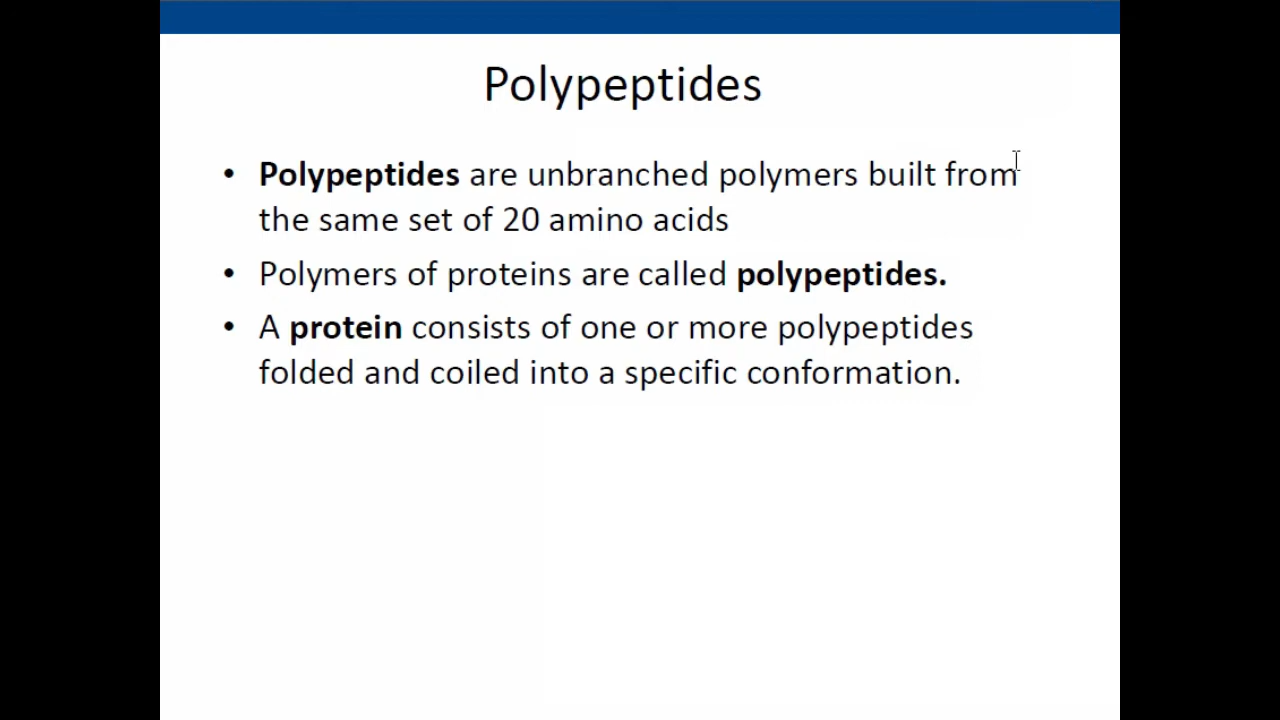 Polypeptides
• Polypeptides are unbranched polymers built from
the same set of 20 amino acids
• Polymers of proteins are called polypeptides.
• A protein consists of one or more polypeptides
folded and coiled into a specific conformation.